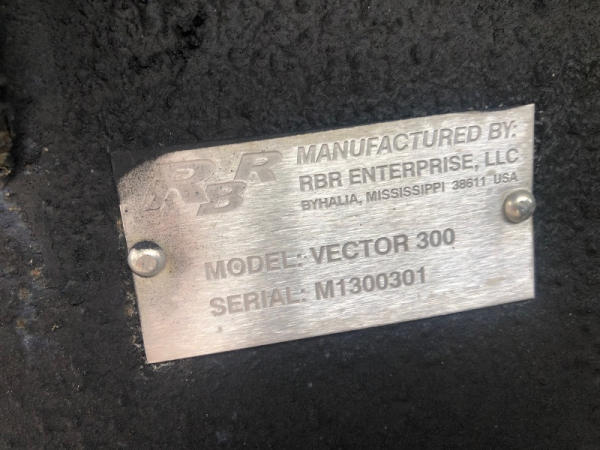 RBR
MANUFACTURED BY:
RBR ENTERPRISE, LLC
BYHALIA, MISSISSIPPI 38611 USA
MODEL: VECTOR 300
SERIAL: M1300301